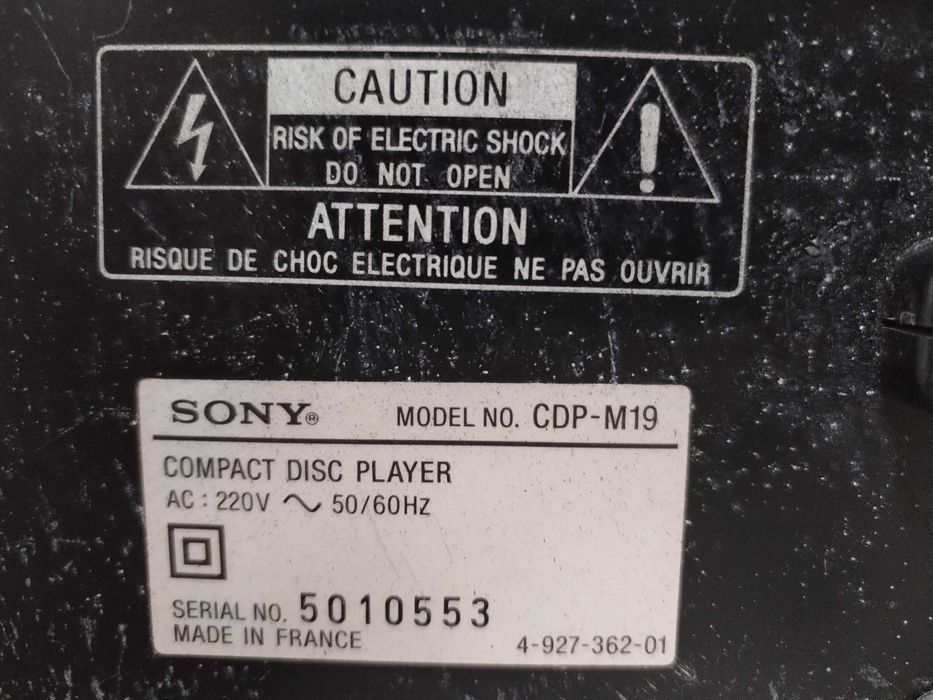 CAUTION
RISK OF ELECTRIC SHOCK
DO NOT OPEN
ATTENTION
RISQUE DE CHOC ELECTRIQUE NE PAS OUVRIR
SONY® MODEL NO. CDP-M19
COMPACT DISC PLAYER
AC : 220V ~ 50/60HZ
SERIAL NO. 5010553
MADE IN FRANCE 4-927-362-01